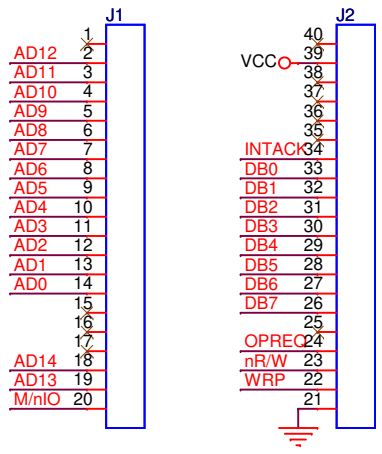 J1
1
AD12 2
AD11 3
AD10 4
AD9 5
AD8 6
AD7 7
AD6 8
AD5 9
AD4 10
AD3 11
AD2 12
AD1 13
AD0 14
15
16
17
AD14 18
AD13 19
M/nIO 20
J2
40
VCC 39
38
37
36
35
INTACK 34
DB0 33
DB1 32
DB2 31
DB3 30
DB4 29
DB5 28
DB6 27
DB7 26
25
OPREQ 24
nR/W 23
WRP 22
21